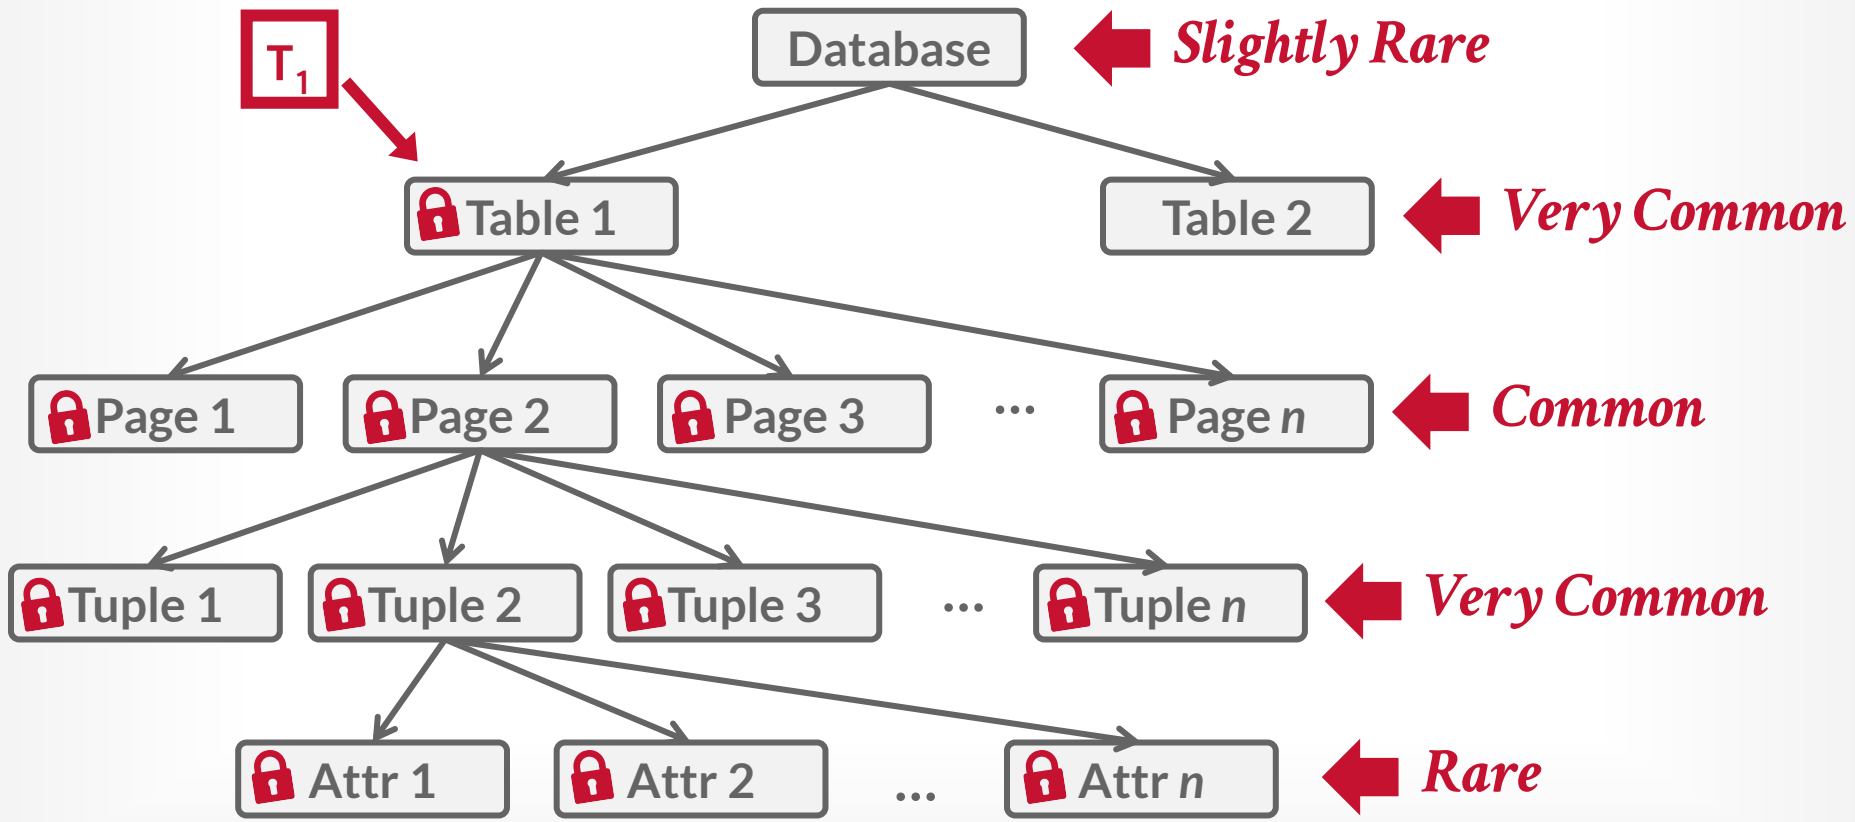 T1
Database
Slightly Rare
Table 1
Table 2
Very Common
Page 1
Page 2
Page 3
...
Page n
Common
Tuple 1
Tuple 2
Tuple 3
...
Tuple n
Very Common
Attr 1
Attr 2
...
Attr n
Rare